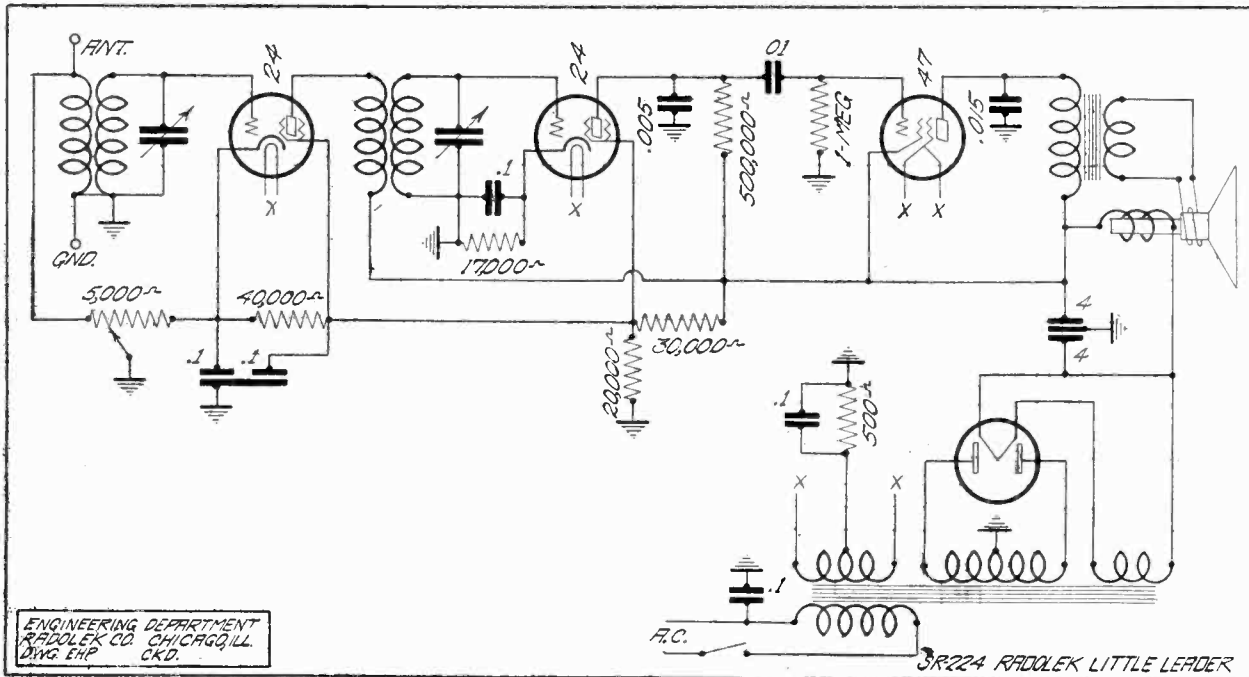 ANT.
24
24
01
47
.005
500,000~
1-MEG
.015
.1
X
X
X X
GND.
17,000~
5,000~
40,000~
30,000~
4
4
.1
.1
20,000~
.1
500Ω
X
X
.1
A.C.
ENGINEERING DEPARTMENT
RADOLEK CO. CHICAGO, ILL.
DWG. EHP CKD.
SR-224 RADOLEK LITTLE LEADER